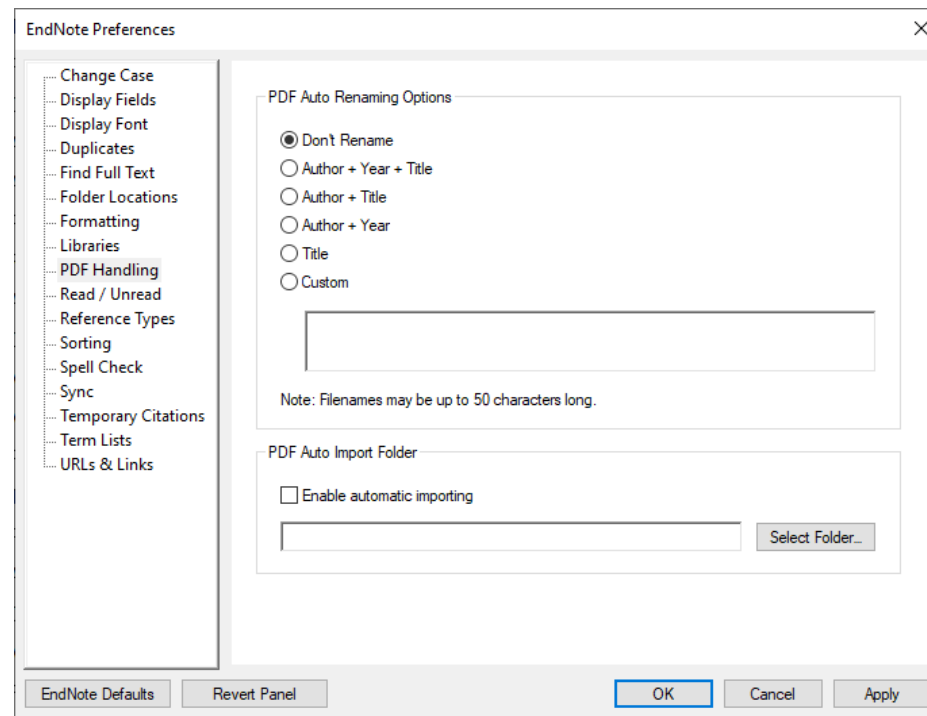 EndNote Preferences
Change Case
Display Fields
Display Font
Duplicates
Find Full Text
Folder Locations
Formatting
Libraries
PDF Handling
Read / Unread
Reference Types
Sorting
Spell Check
Sync
Temporary Citations
Term Lists
URLs & Links
PDF Auto Renaming Options
Don't Rename
Author + Year + Title
Author + Title
Author + Year
Title
Custom
Note: Filenames may be up to 50 characters long.
PDF Auto Import Folder
Enable automatic importing
Select Folder...
EndNote Defaults
Revert Panel
OK
Cancel
Apply